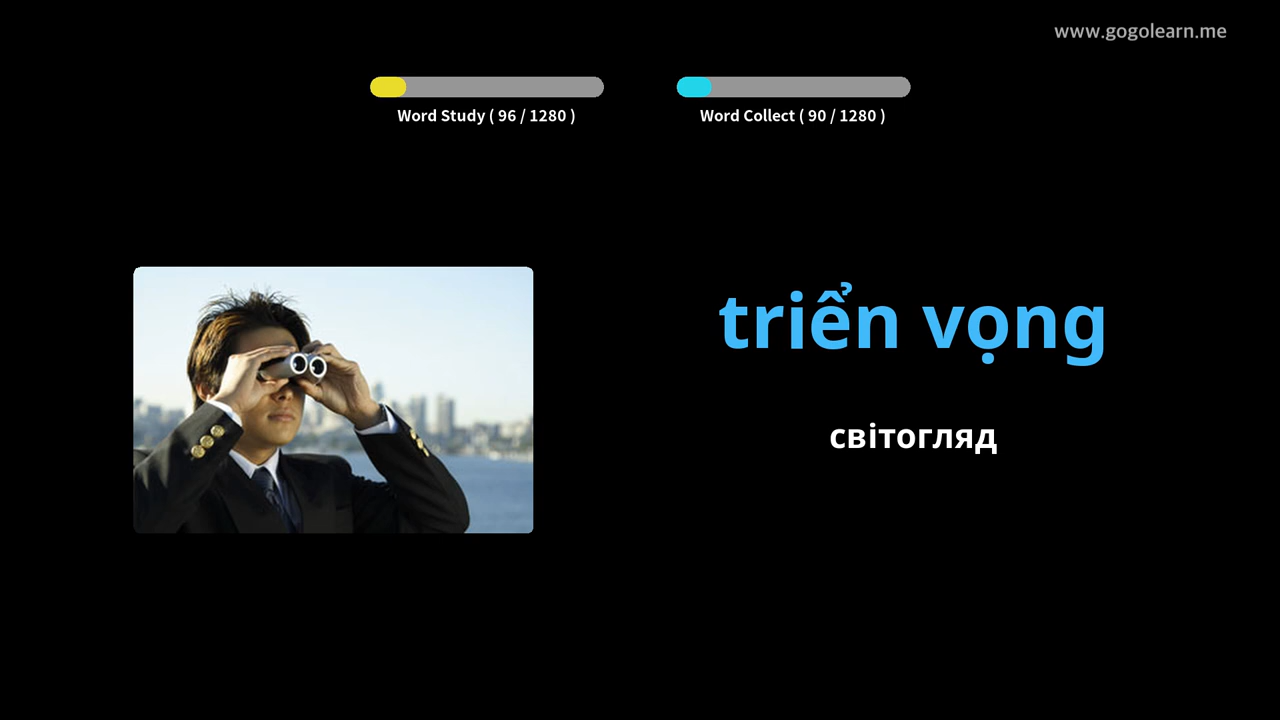 www.gogolearn.me
Word Study ( 96 / 1280 )
Word Collect ( 90 / 1280 )
triển vọng
світогляд